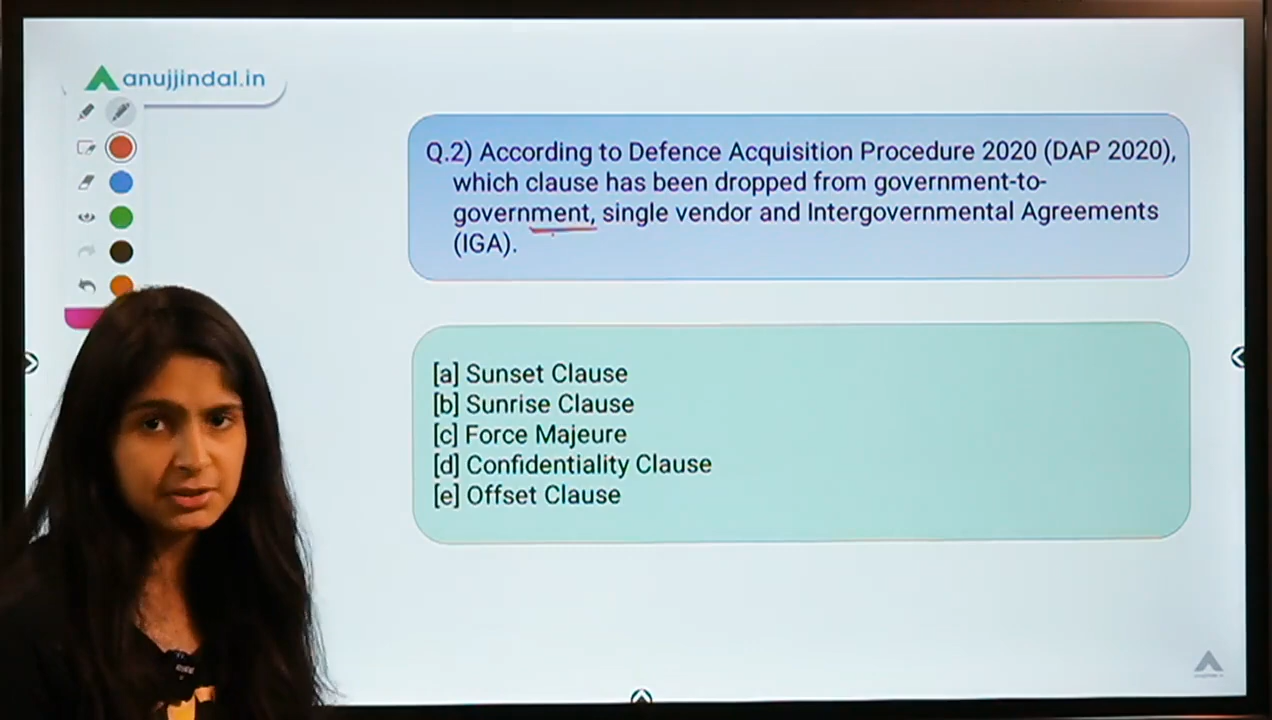 anujjindal.in
Q.2) According to Defence Acquisition Procedure 2020 (DAP 2020),
which clause has been dropped from government-to-
government, single vendor and Intergovernmental Agreements
(IGA).
[a] Sunset Clause
[b] Sunrise Clause
[c] Force Majeure
[d] Confidentiality Clause
[e] Offset Clause